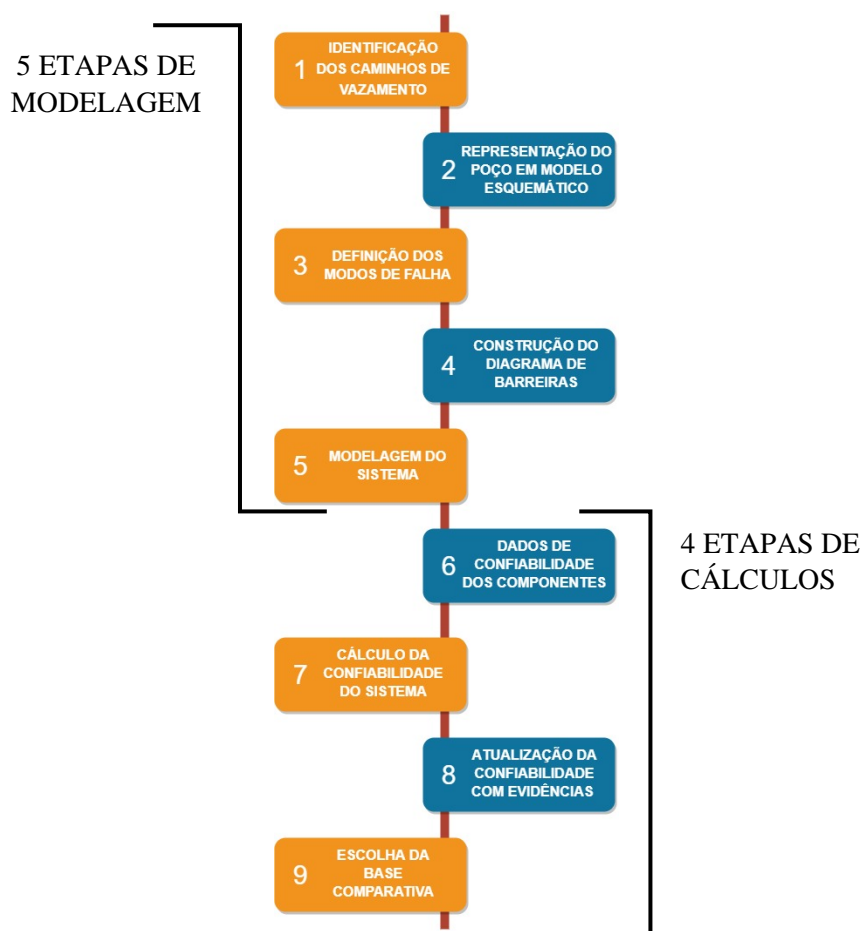 5 ETAPAS DE
MODELAGEM
1
IDENTIFICAÇÃO
DOS CAMINHOS DE
VAZAMENTO
2
REPRESENTAÇÃO DO
POÇO EM MODELO
ESQUEMÁTICO
3
DEFINIÇÃO DOS
MODOS DE FALHA
4
CONSTRUÇÃO DO
DIAGRAMA DE
BARREIRAS
5
MODELAGEM DO
SISTEMA
4 ETAPAS DE
CÁLCULOS
6
DADOS DE
CONFIABILIDADE
DOS COMPONENTES
7
CÂLCULO DA
CONFIABILIDADE
DO SISTEMA
8
ATUALIZAÇÃO DA
CONFIABILIDADE
COM EVIDÊNCIAS
9
ESCOLHA DA
BASE
COMPARATIVA